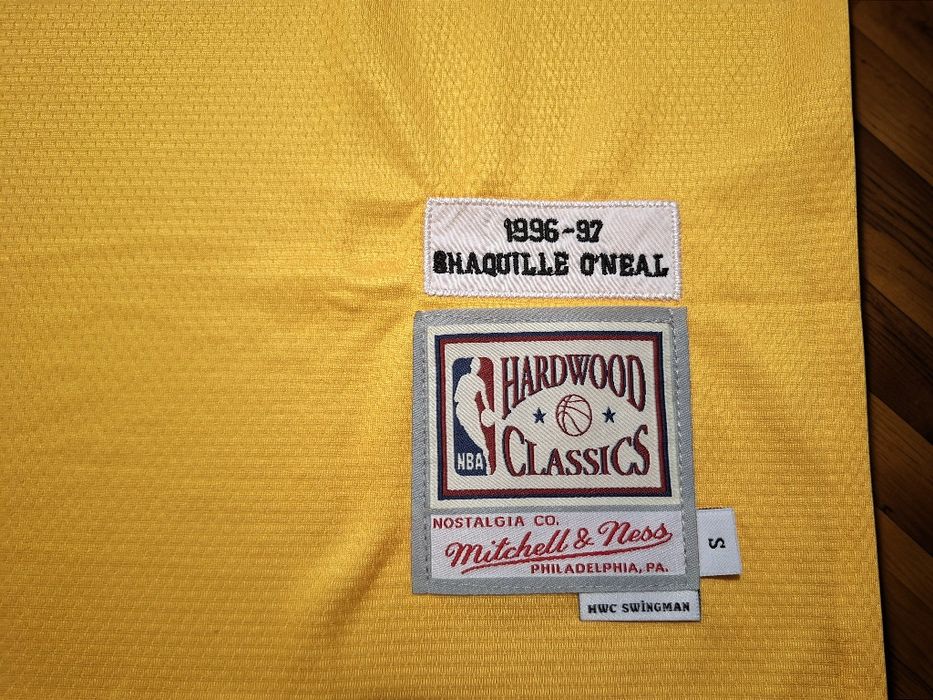 1996-97
SHAQUILLE O'NEAL
HARDWOOD
CLASSICS
NBA
NOSTALGIA CO.
Mitchell & Ness
PHILADELPHIA, PA.
S
HWC SWINGMAN